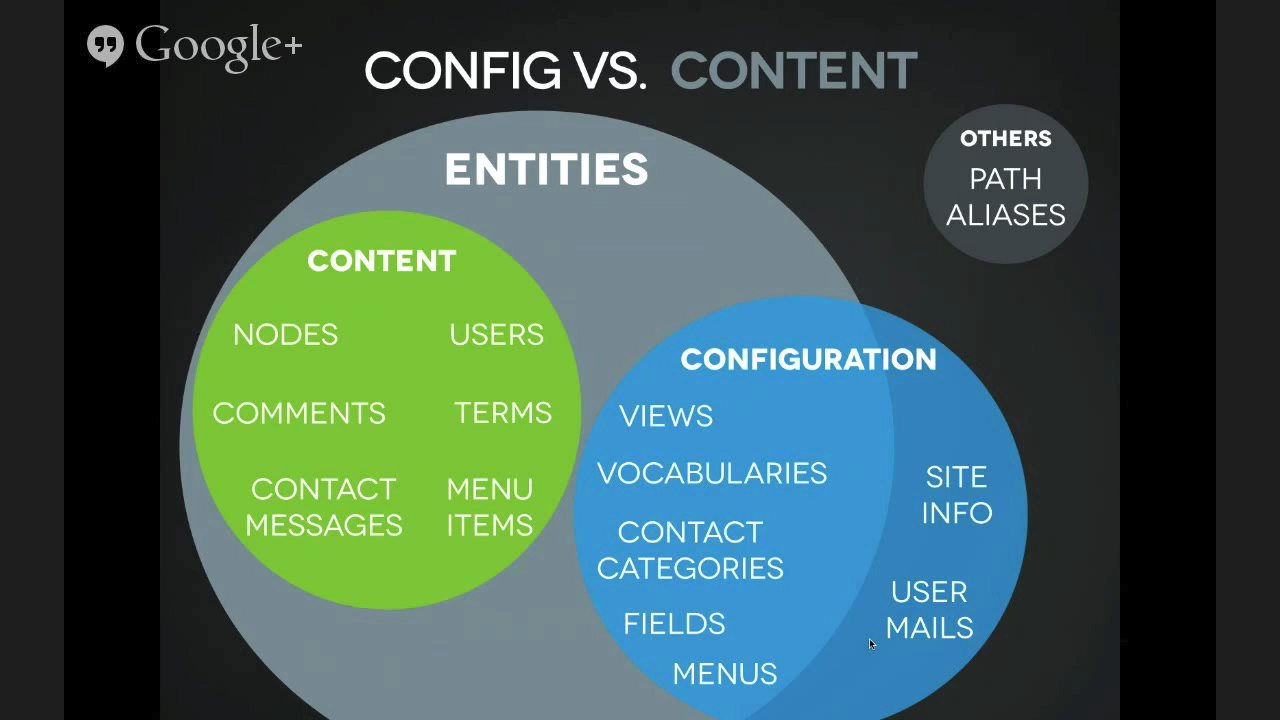 Google+
CONFIG VS. CONTENT
OTHERS
PATH
ALIASES
ENTITIES
CONTENT
NODES
USERS
COMMENTS
TERMS
CONTACT
MESSAGES
MENU
ITEMS
CONFIGURATION
VIEWS
VOCABULARIES
CONTACT
CATEGORIES
FIELDS
MENUS
SITE
INFO
USER
MAILS